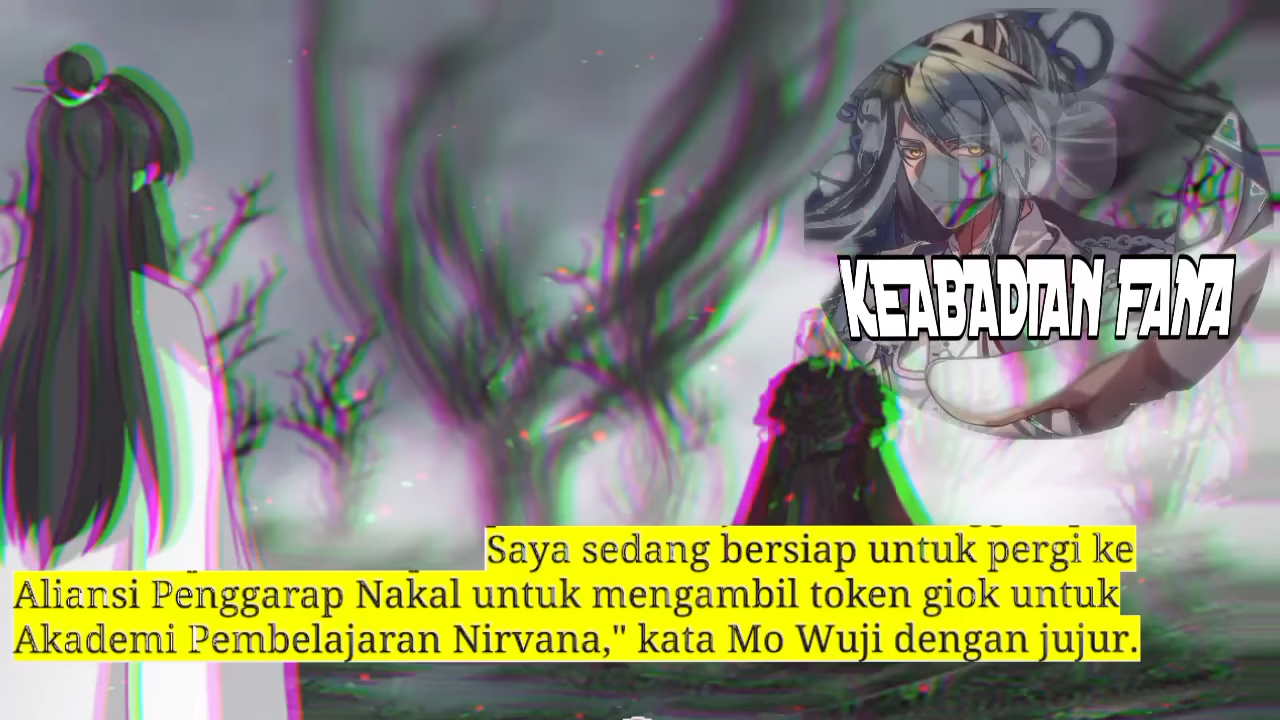 KEABADIAN FANA
Saya sedang bersiap untuk pergi ke
Aliansi Penggarap Nakal untuk mengambil token giok untuk
Akademi Pembelajaran Nirvana," kata Mo Wuji dengan jujur.